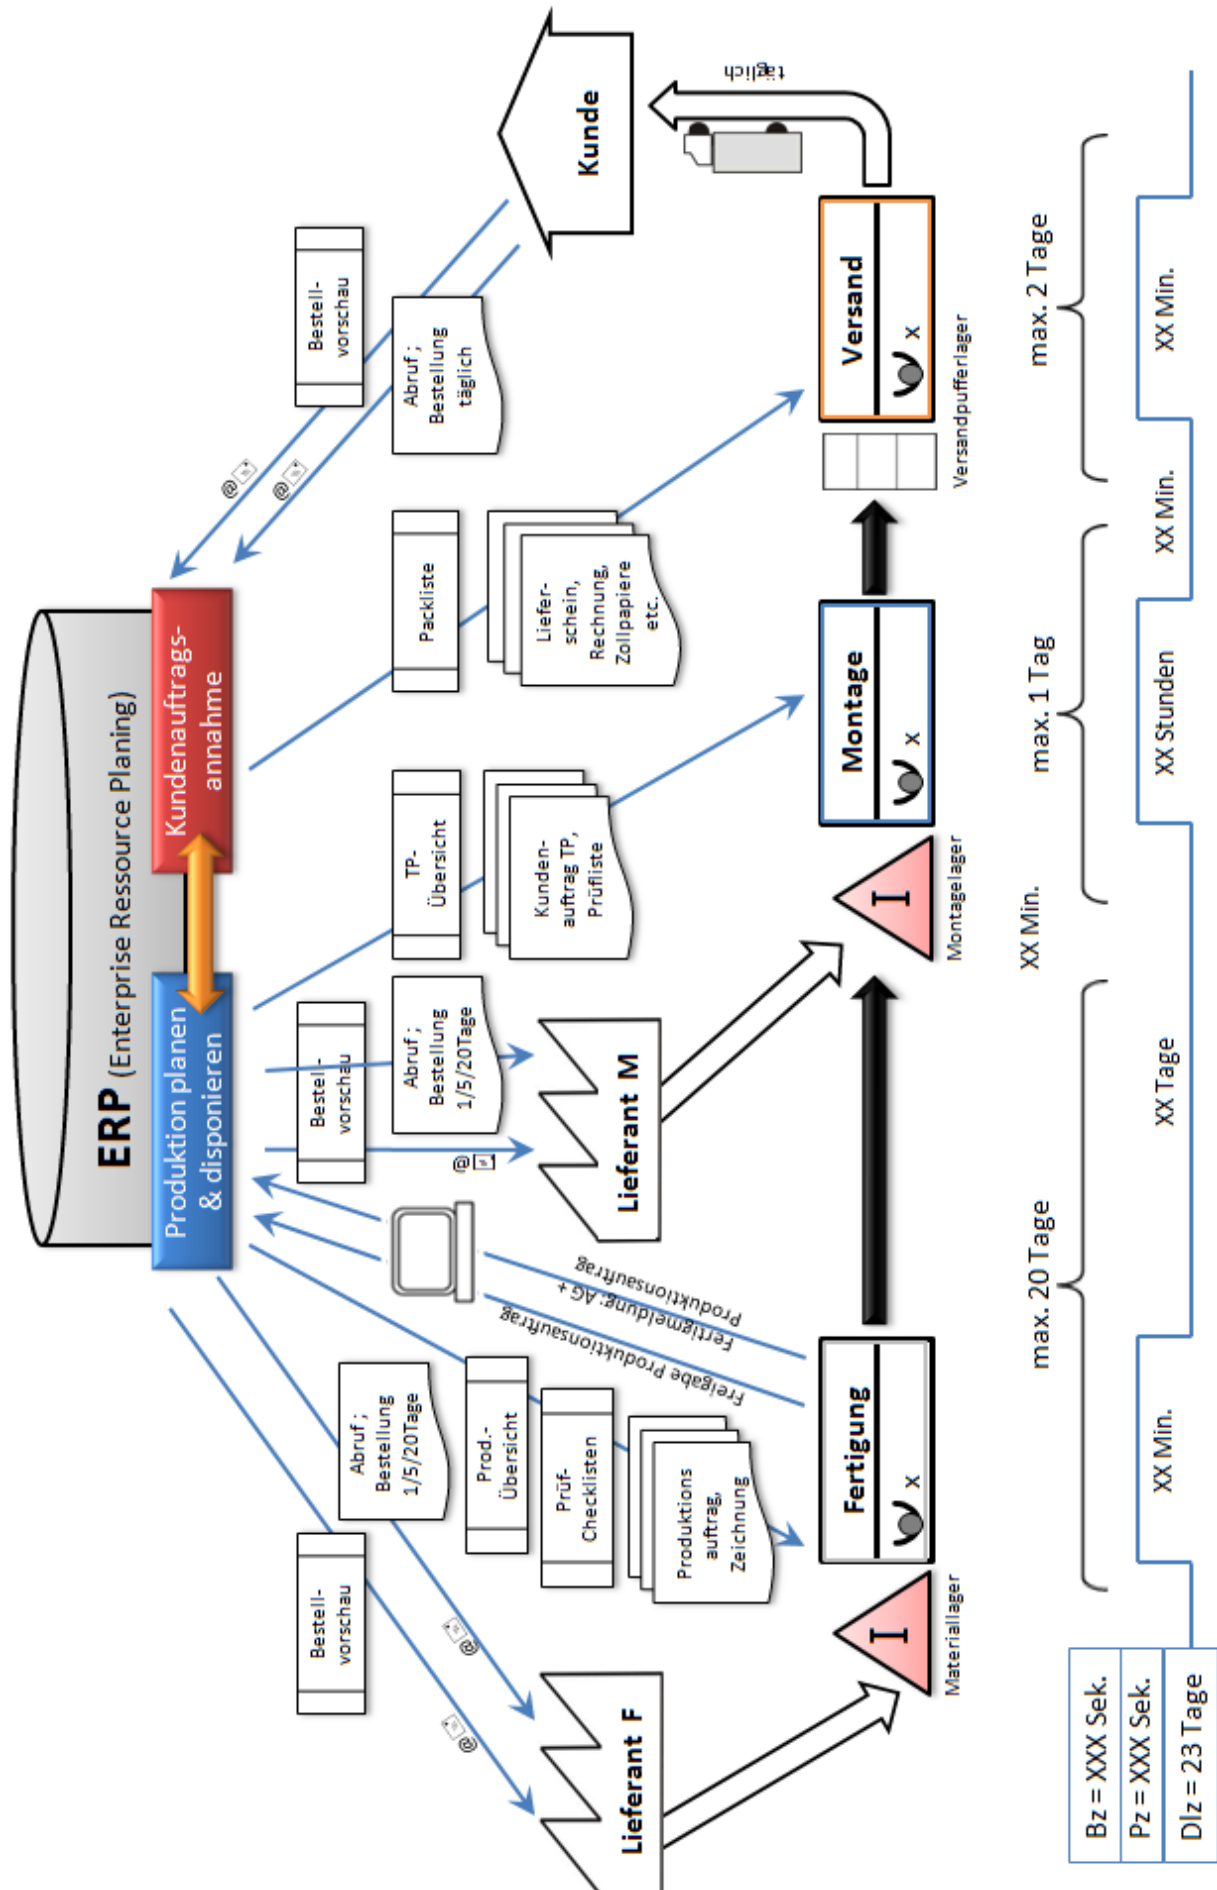 ERP (Enterprise Ressource Planing)
Produktion planen
& disponieren
Kundenauftrags-
annahme
Bestell-
vorschau
Abruf ;
Bestellung
1/5/20Tage
Prod.-
Übersicht
Prüf-
Checklisten
Produktions
auftrag,
Zeichnung
Freigabe Produktionsauftrag
Fertigmeldung: AG +
Produktionsauftrag
Bestell-
vorschau
Abruf ;
Bestellung
1/5/20Tage
TP-
Übersicht
Kunden-
auftrag TP,
Prüfliste
Packliste
Liefer-
schein,
Rechnung,
Zollpapiere
etc.
Bestell-
vorschau
Abruf ;
Bestellung
täglich
@
@
@
@
@
Lieferant F
Lieferant M
Kunde
täglich
I
Materiallager
Fertigung
x
I
Montagelager
Montage
x
Versandpufferlager
Versand
x
max. 20 Tage
XX Min.
max. 1 Tag
max. 2 Tage
XX Min.
XX Tage
XX Stunden
XX Min.
XX Min.
Bz = XXX Sek.
Pz = XXX Sek.
Dlz = 23 Tage